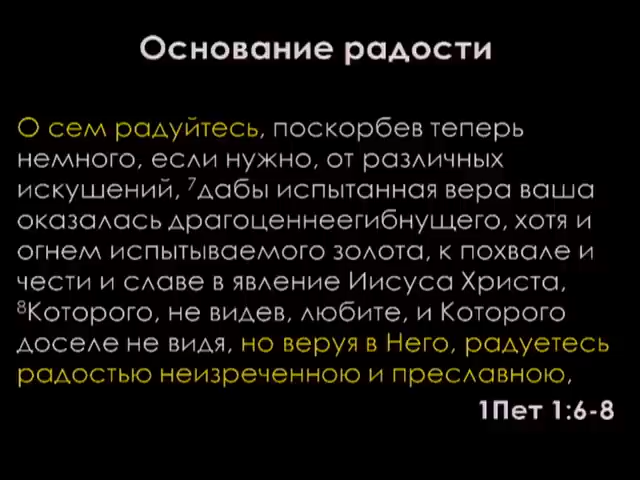 Основание радости
О сем радуйтесь, поскорбев теперь
немного, если нужно, от различных
искушений, ⁷дабы испытанная вера ваша
оказалась драгоценнеегибнущего, хотя и
огнем испытываемого золота, к похвале и
чести и славе в явление Иисуса Христа,
⁸Которого, не видев, любите, и Которого
доселе не видя, но веруя в Него, радуетесь
радостью неизреченною и преславною,
1Пет 1:6-8